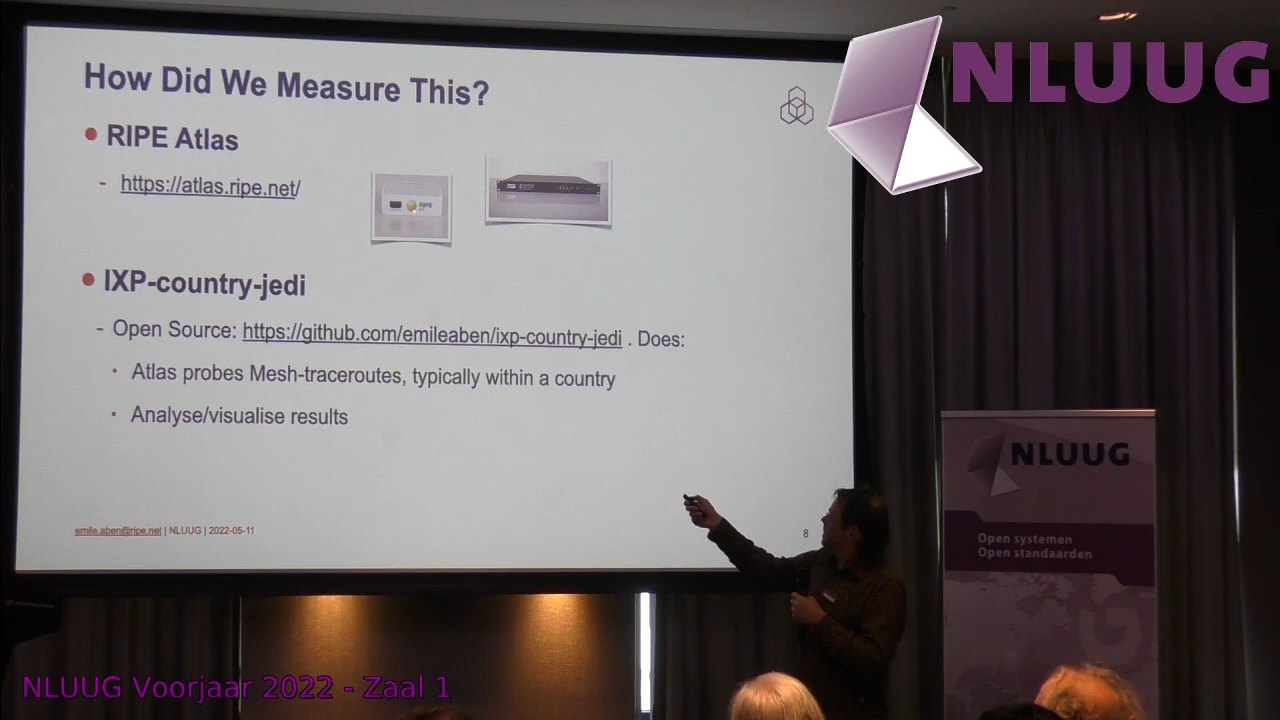 How Did We Measure This?
NLUUG
• RIPE Atlas
- https://atlas.ripe.net/
RIPE
• IXP-country-jedi
- Open Source: https://github.com/emileaben/ixp-country-jedi . Does:
• Atlas probes Mesh-traceroutes, typically within a country
• Analyse/visualise results
emile.aben@ripe.net | NLUUG | 2022-05-11
8
NLUUG
Open systemen
Open standaarden
G
NLUUG Voorjaar 2022 - Zaal 1